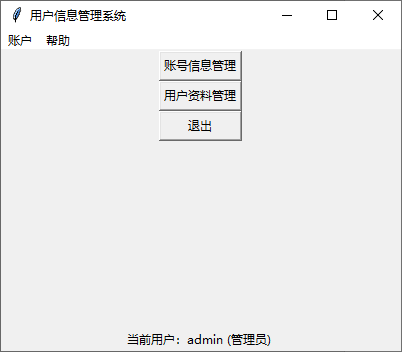 用户信息管理系统
账户 帮助
账号信息管理
用户资料管理
退出
当前用户：admin (管理员)